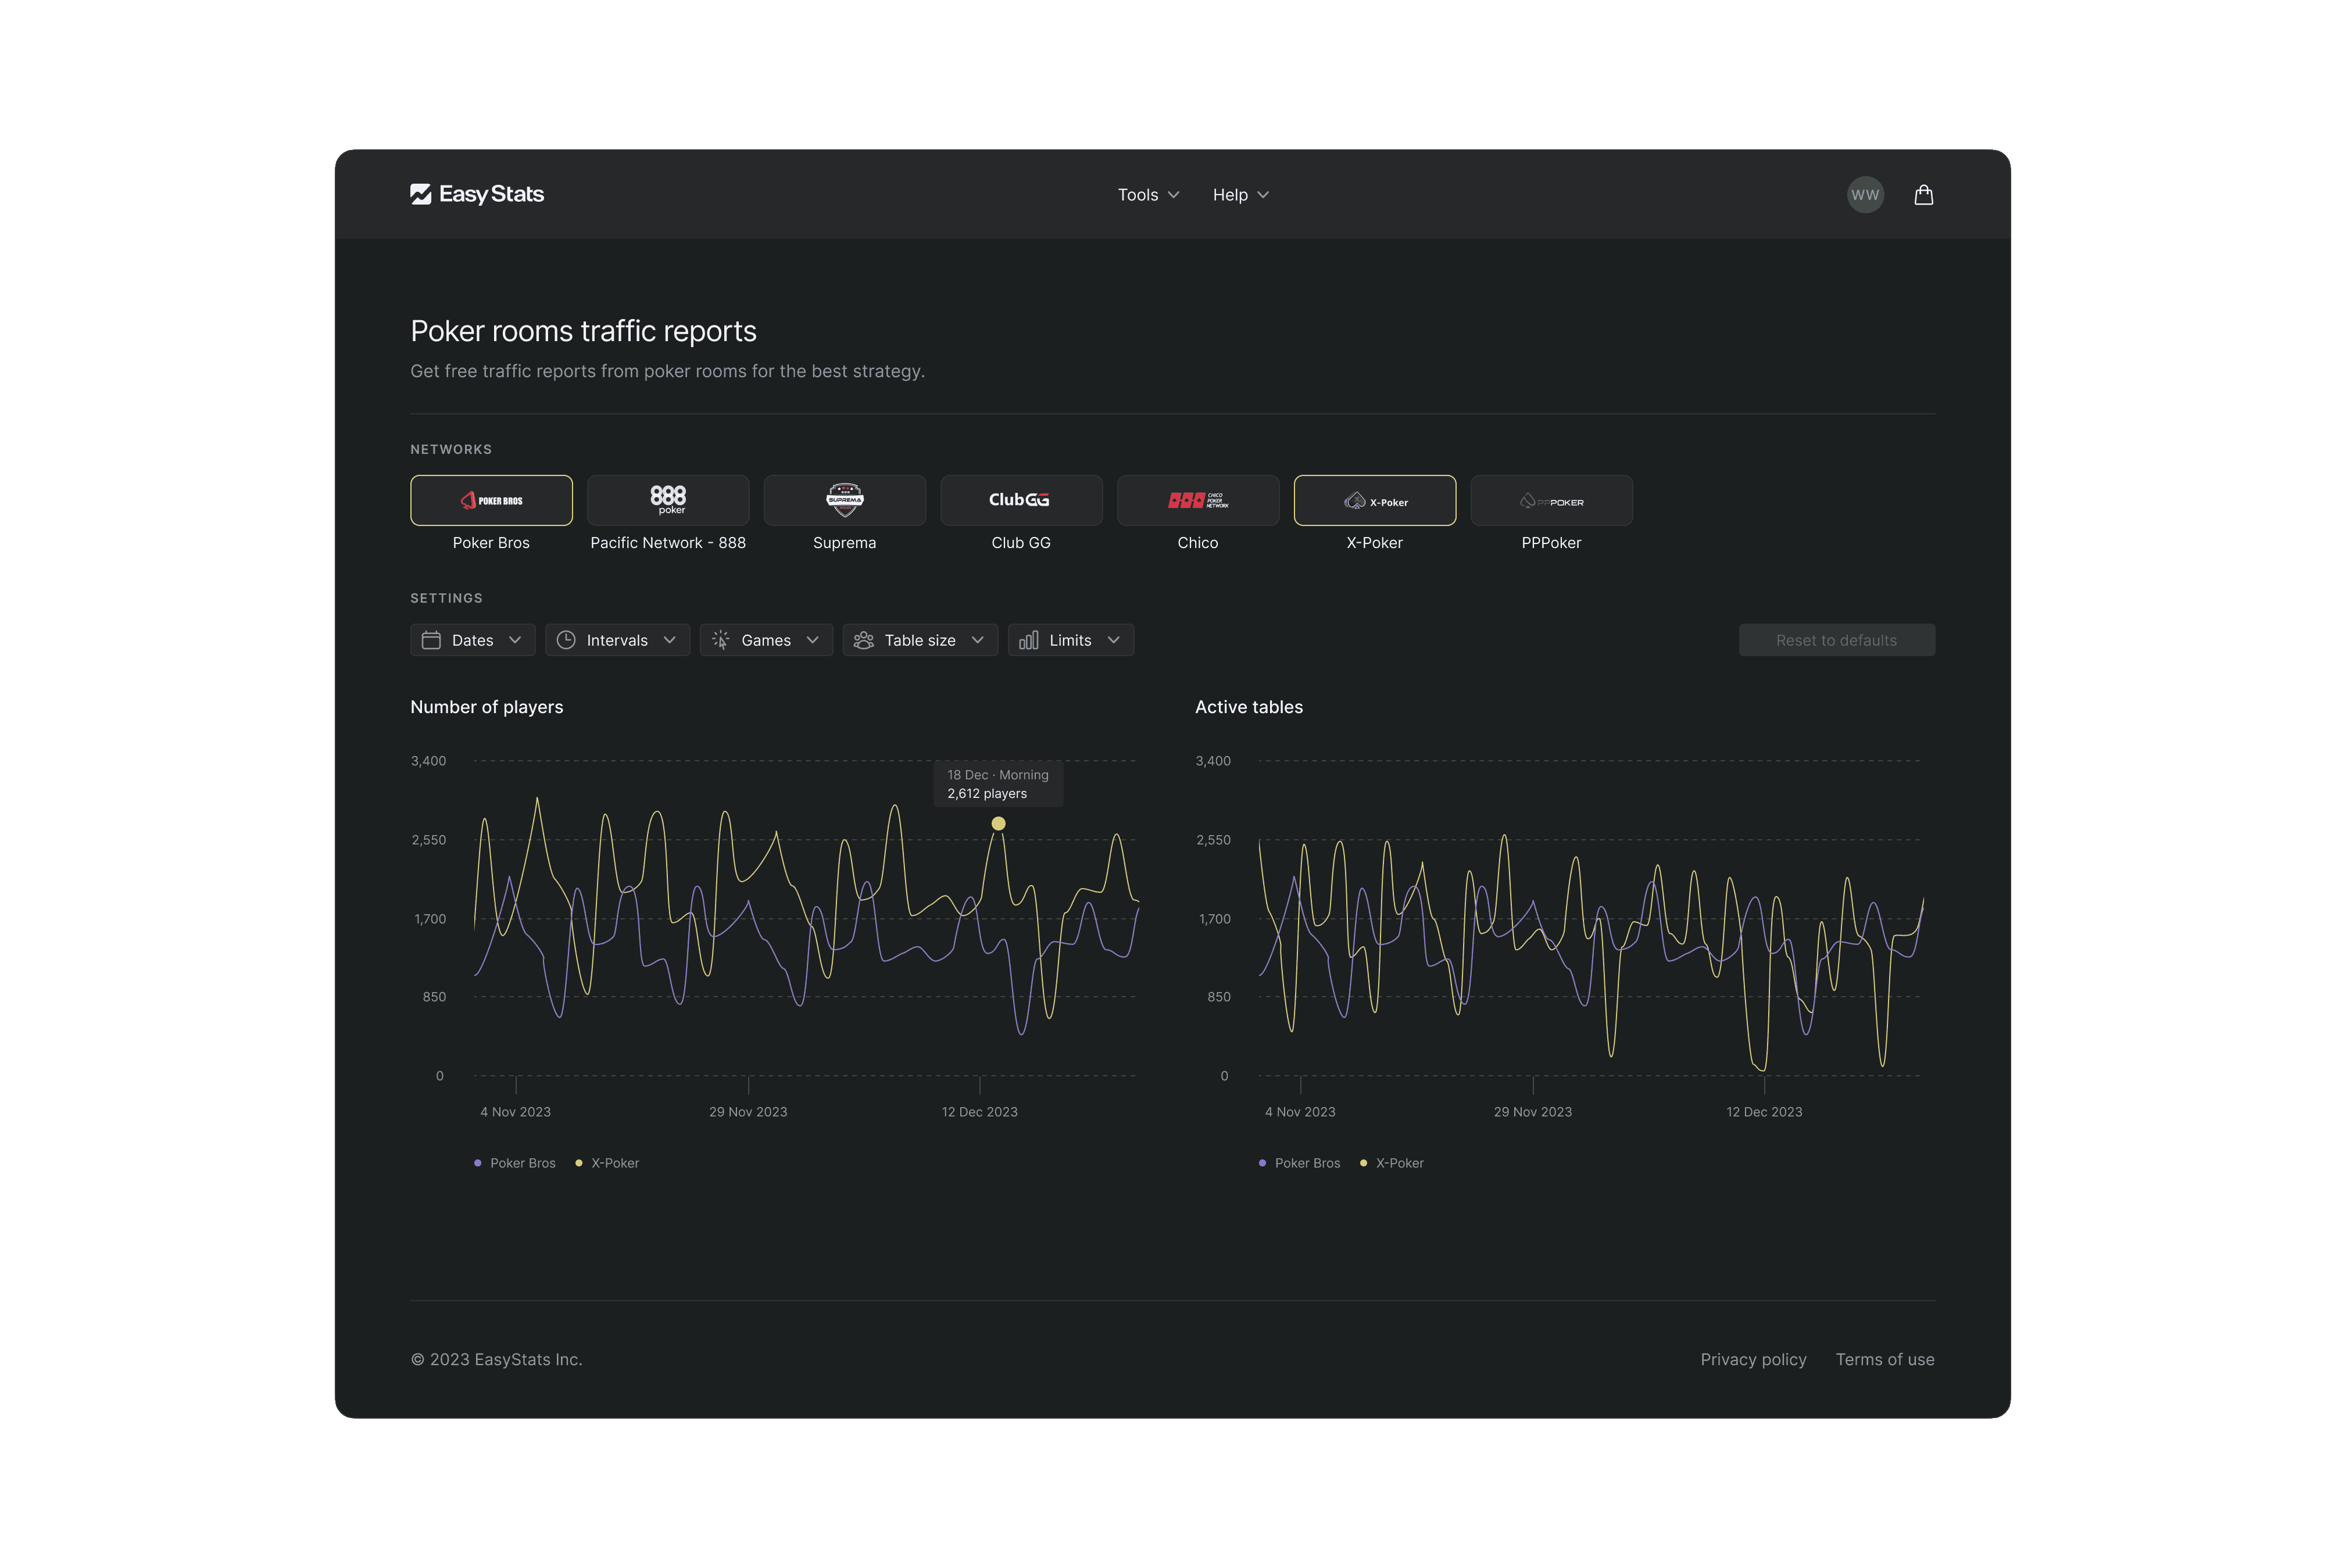 Easy Stats
Tools Help
WW
Poker rooms traffic reports
Get free traffic reports from poker rooms for the best strategy.
NETWORKS
POKER BROS
888 poker
SUPREMA
ClubGG
CHICO POKER NETWORK
X-Poker
PPPOKER
Poker Bros
Pacific Network - 888
Suprema
Club GG
Chico
X-Poker
PPPoker
SETTINGS
Dates Intervals Games Table size Limits Reset to defaults
Number of players
3,400
2,550
1,700
850
0
18 Dec · Morning
2,612 players
4 Nov 2023 29 Nov 2023 12 Dec 2023
Poker Bros X-Poker
Active tables
3,400
2,550
1,700
850
0
4 Nov 2023 29 Nov 2023 12 Dec 2023
Poker Bros X-Poker
© 2023 EasyStats Inc. Privacy policy Terms of use